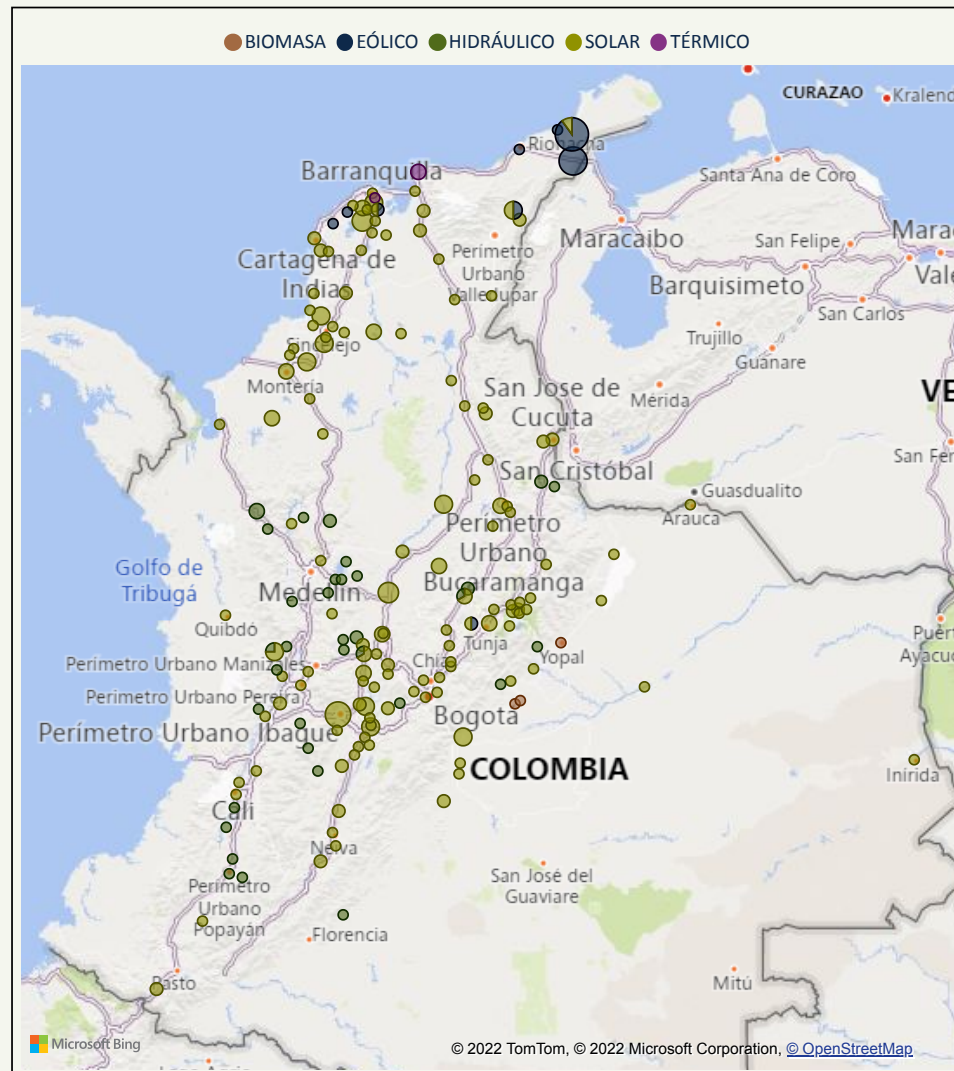 BIOMASA EÓLICO HIDRÁULICO SOLAR TÉRMICO
CURAZAO
Kralend
Riohacha
Barranquilla
Santa Ana de Coro
Maracaibo
San Felipe
Mara
Perímetro
Urbano
Valledupar
Cartagena de
Indias
Barquisimeto
Vale
San Carlos
Trujillo
Guanare
Sincelejo
Montería
San Jose de
Cucuta
Mérida
VE
San Cristóbal
San Fer
Guasdualito
Arauca
Perímetro
Urbano
Bucaramanga
Golfo de
Tribugá
Medellín
Quibdó
Tunja
Yopal
Puert
Ayacuc
Perímetro Urbano Manizales
Chía
Perímetro Urbano Pereira
Bogota
Perímetro Urbano Ibagué
COLOMBIA
Inírida
Cali
Neiva
San José del
Guaviare
Perímetro
Urbano
Popayán
Florencia
Mitú
Pasto
Microsoft Bing
© 2022 TomTom, © 2022 Microsoft Corporation, © OpenStreetMap